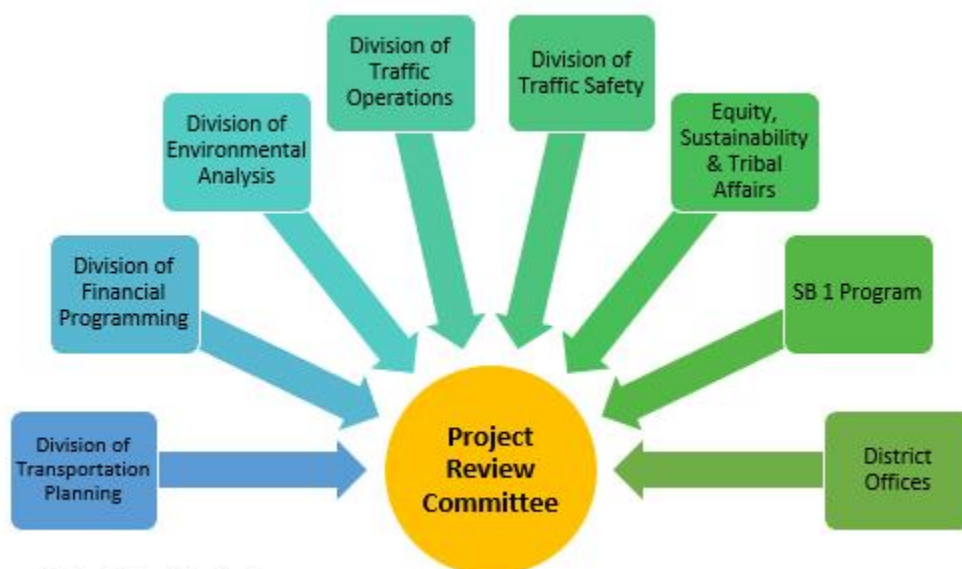 Division of
Transportation
Planning
Division of
Financial
Programming
Division of
Environmental
Analysis
Division of
Traffic
Operations
Division of
Traffic Safety
Equity,
Sustainability
& Tribal
Affairs
SB 1 Program
District
Offices
Project
Review
Committee